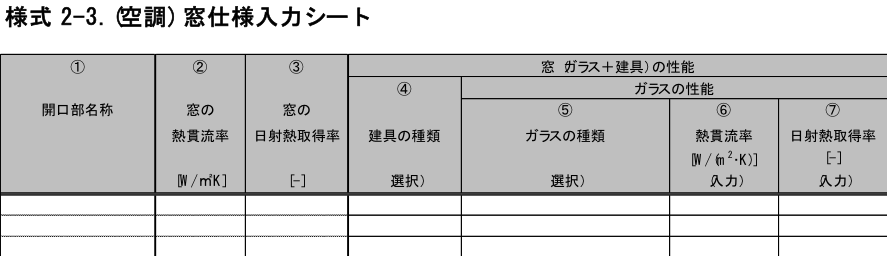 様式 2-3.（空調）窓仕様入力シート
① ② ③ 窓（ガラス＋建具）の性能
④ ガラスの性能
開口部名称 窓の 窓の ⑤ ⑥ ⑦
熱貫流率 日射熱取得率 建具の種類 ガラスの種類 熱貫流率 日射熱取得率
[W/(m²・K)] [-]
[W/㎡K] [-] 選択） 選択） 入力） 入力）